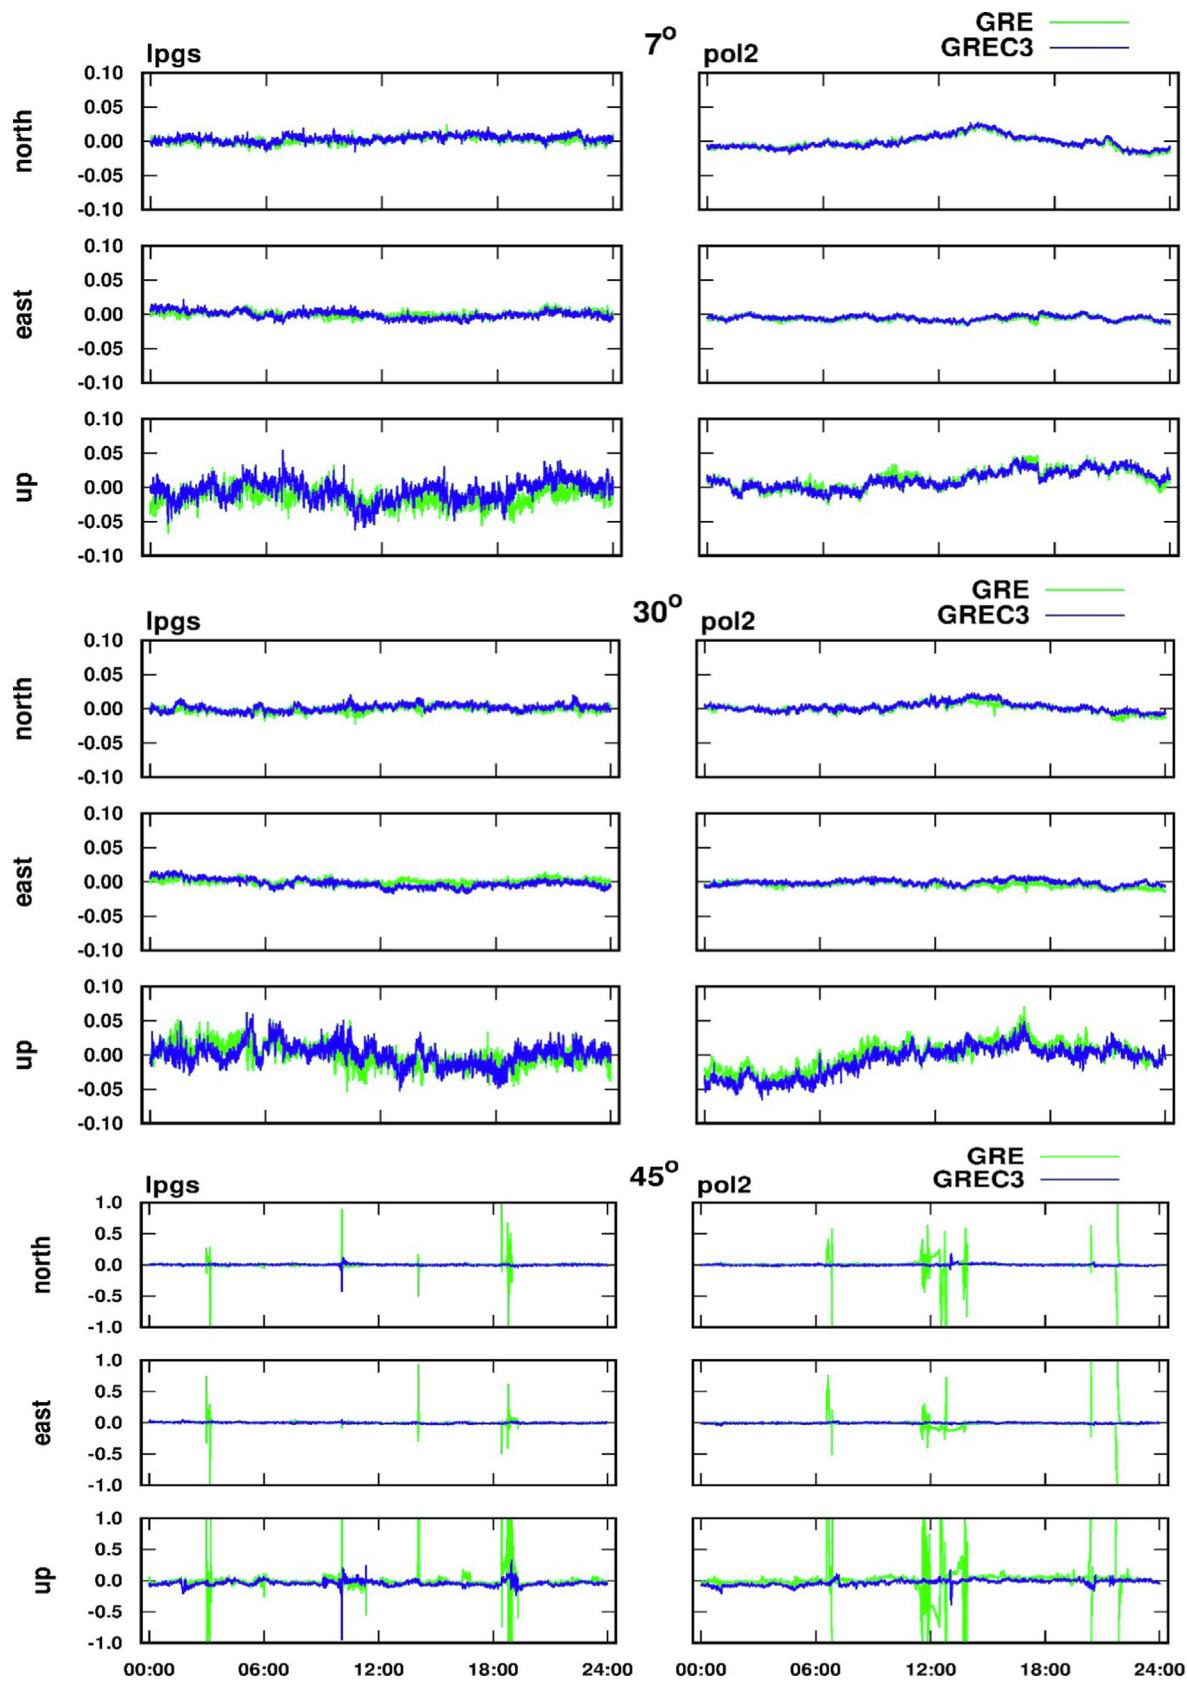 GRE
7° GREC3
lpgs pol2
0.10
0.05
north 0.00
-0.05
-0.10
0.10
0.05
east 0.00
-0.05
-0.10
0.10
0.05
up 0.00
-0.05
-0.10
GRE
30° GREC3
lpgs pol2
0.10
0.05
north 0.00
-0.05
-0.10
0.10
0.05
east 0.00
-0.05
-0.10
0.10
0.05
up 0.00
-0.05
-0.10
GRE
45° GREC3
lpgs pol2
1.0
0.5
north 0.0
-0.5
-1.0
1.0
0.5
east 0.0
-0.5
-1.0
1.0
0.5
up 0.0
-0.5
-1.0
00:00 06:00 12:00 18:00 24:00 00:00 06:00 12:00 18:00 24:00